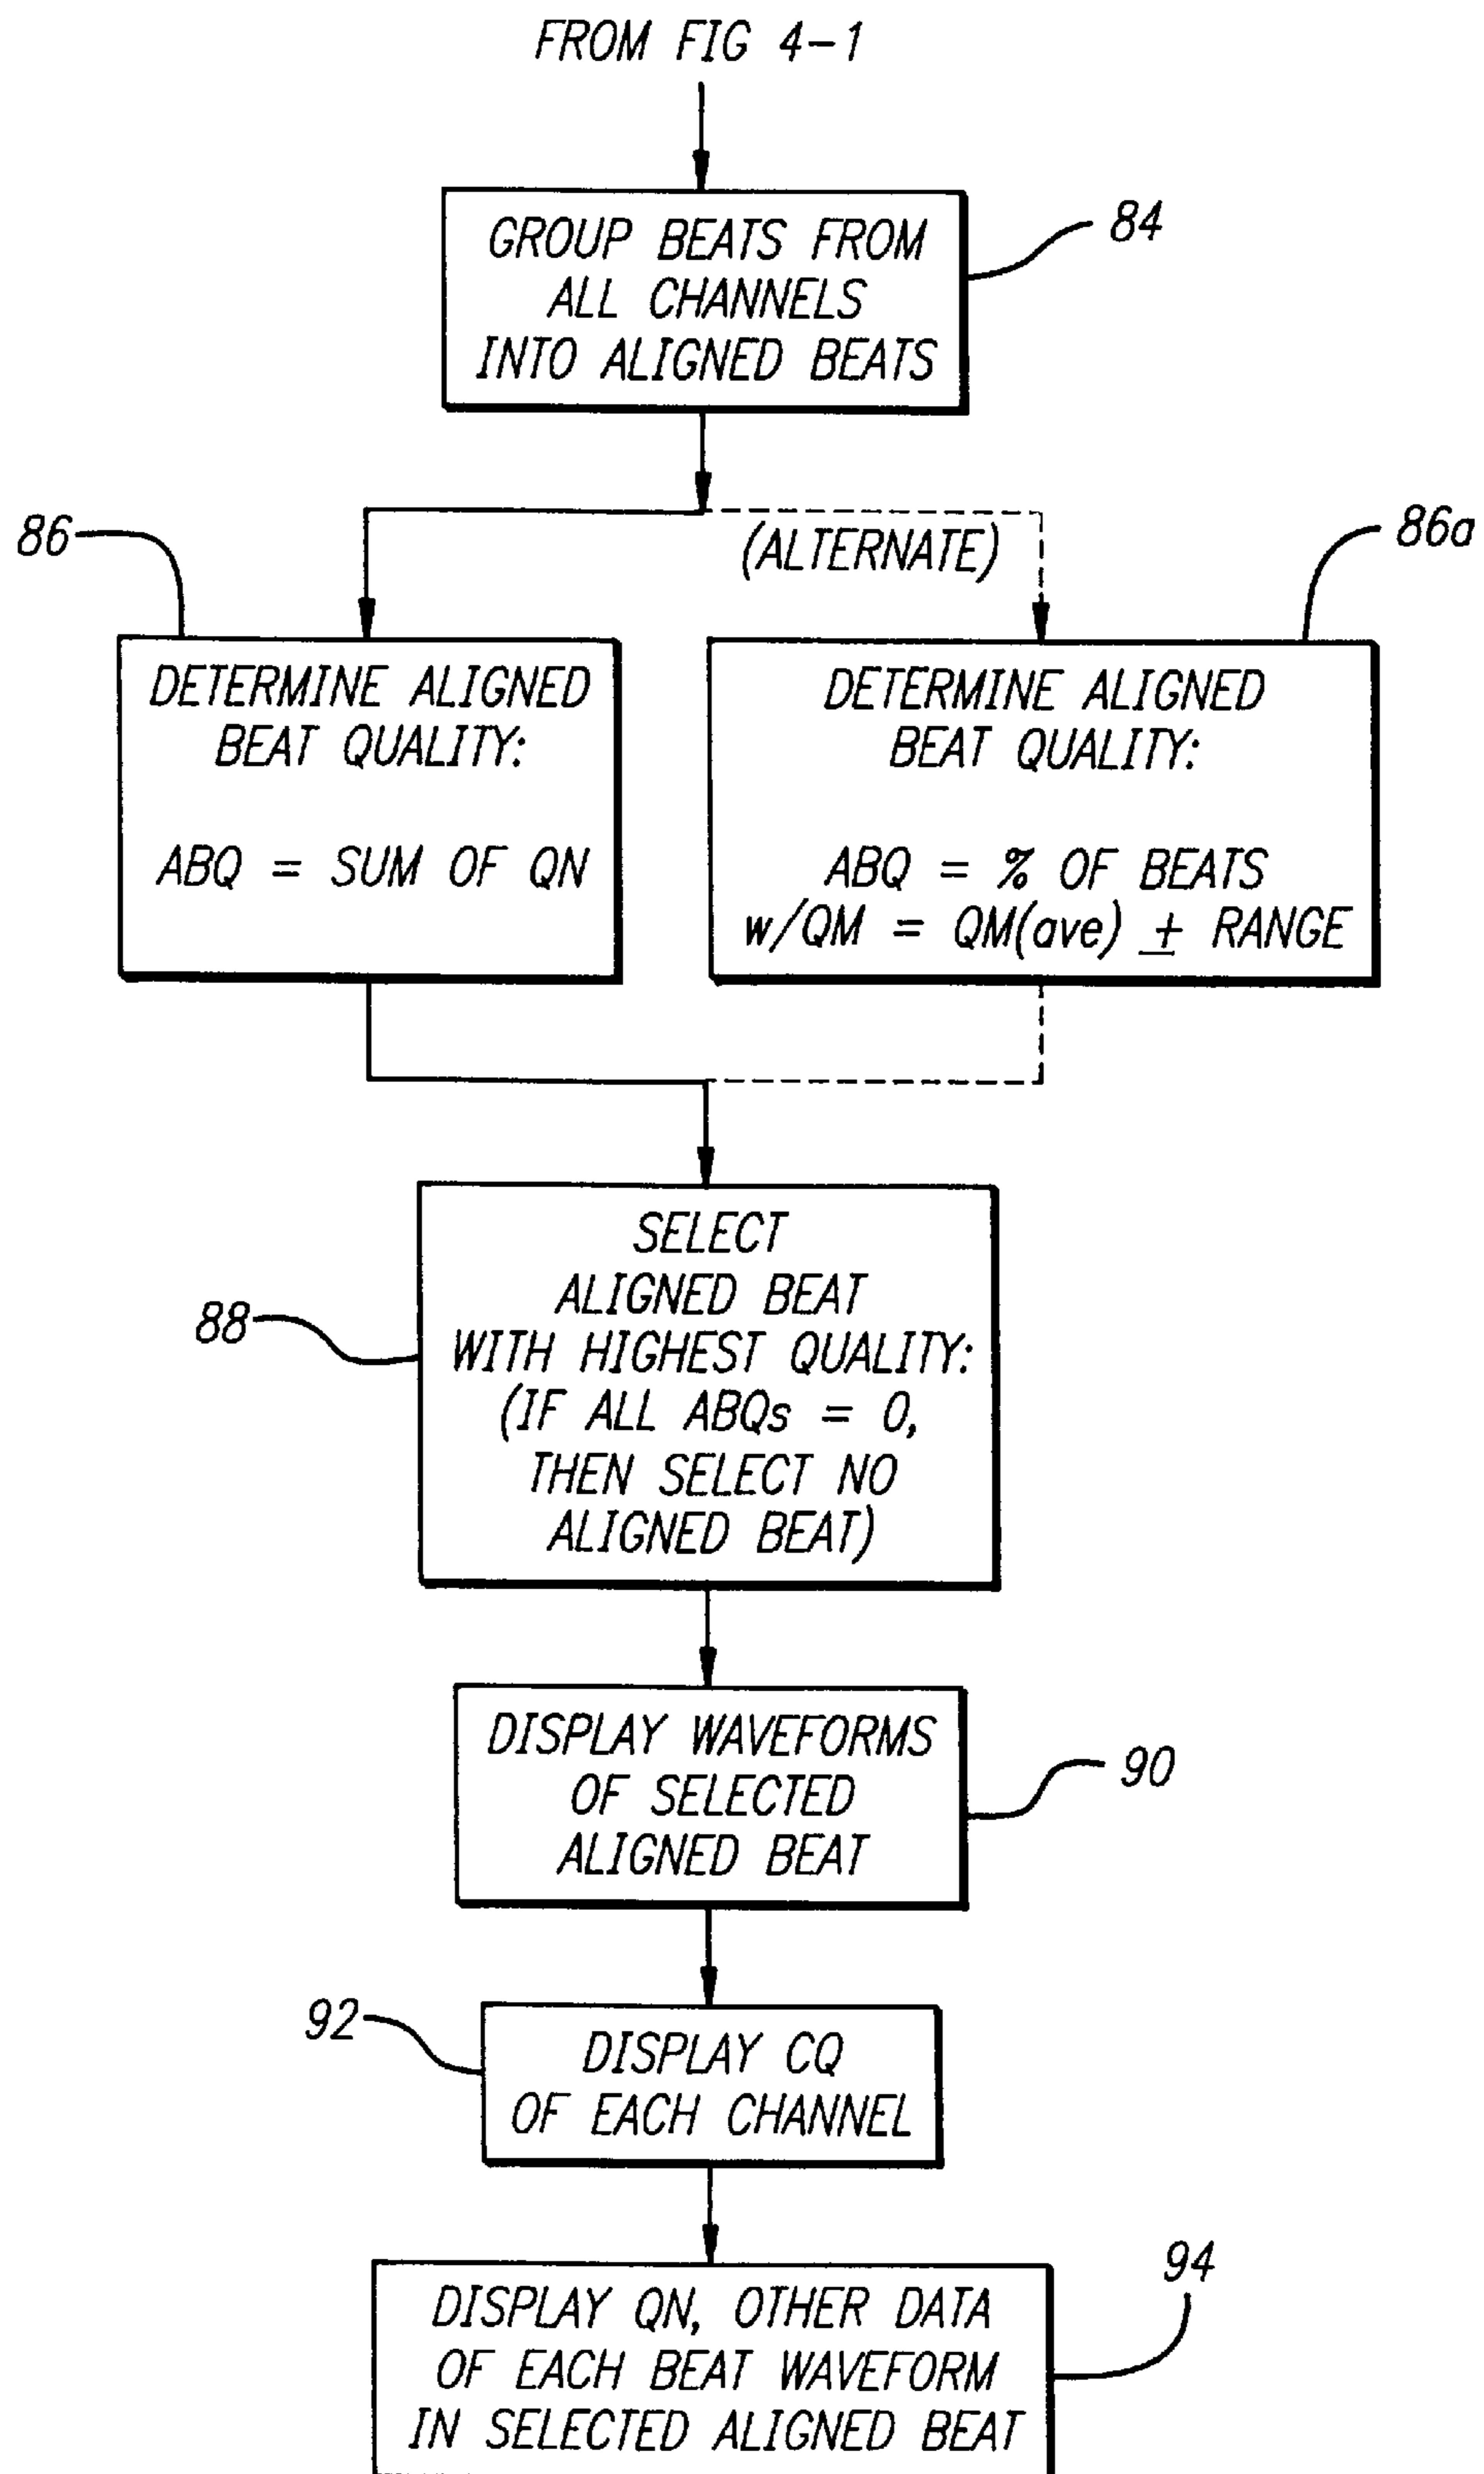 FROM FIG 4-1
GROUP BEATS FROM
ALL CHANNELS
INTO ALIGNED BEATS
84
86
(ALTERNATE)
86a
DETERMINE ALIGNED
BEAT QUALITY:
ABQ = SUM OF QN
DETERMINE ALIGNED
BEAT QUALITY:
ABQ = % OF BEATS
w/QM = QM(ave) ± RANGE
88
SELECT
ALIGNED BEAT
WITH HIGHEST QUALITY:
(IF ALL ABQs = 0,
THEN SELECT NO
ALIGNED BEAT)
DISPLAY WAVEFORMS
OF SELECTED
ALIGNED BEAT
90
92
DISPLAY CQ
OF EACH CHANNEL
94
DISPLAY QN, OTHER DATA
OF EACH BEAT WAVEFORM
IN SELECTED ALIGNED BEAT